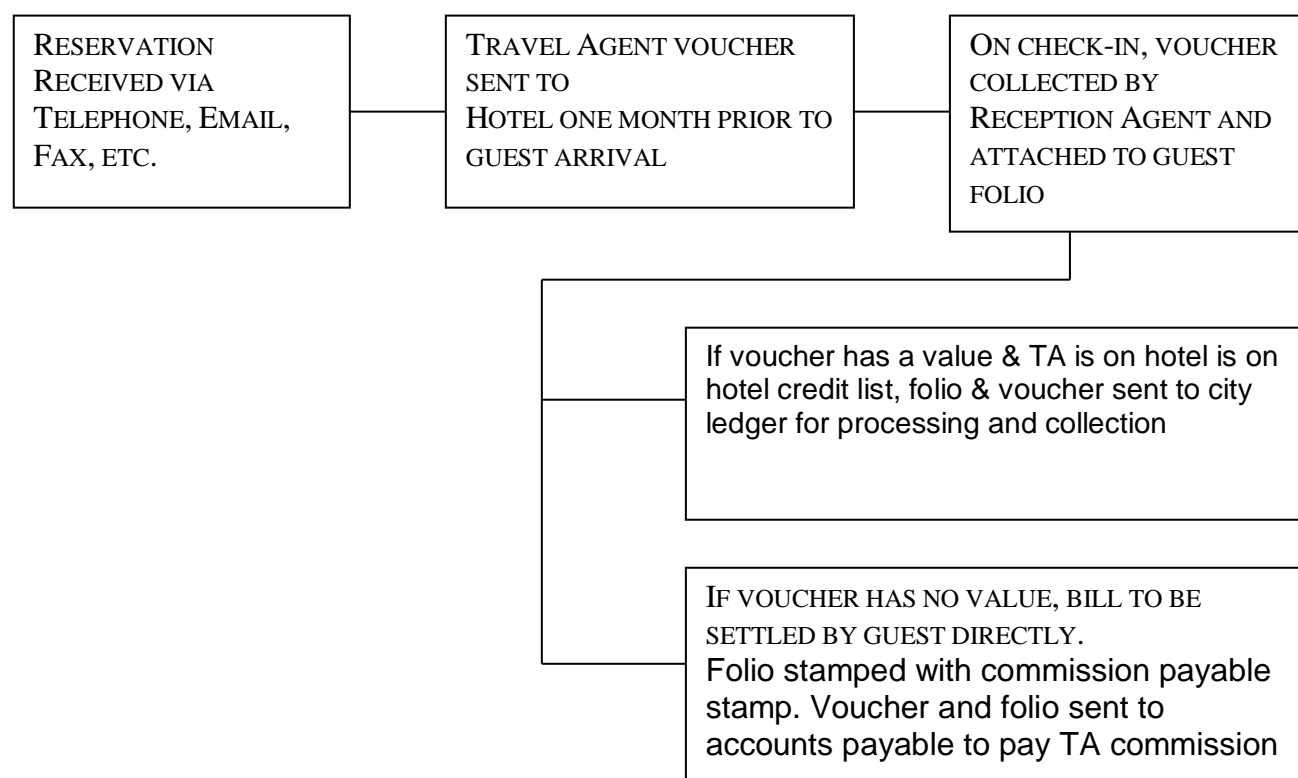 RESERVATION
RECEIVED VIA
TELEPHONE, EMAIL,
FAX, ETC.
TRAVEL AGENT VOUCHER
SENT TO
HOTEL ONE MONTH PRIOR TO
GUEST ARRIVAL
ON CHECK-IN, VOUCHER
COLLECTED BY
RECEPTION AGENT AND
ATTACHED TO GUEST
FOLIO
If voucher has a value & TA is on hotel is on
hotel credit list, folio & voucher sent to city
ledger for processing and collection
IF VOUCHER HAS NO VALUE, BILL TO BE
SETTLED BY GUEST DIRECTLY.
Folio stamped with commission payable
stamp. Voucher and folio sent to
accounts payable to pay TA commission